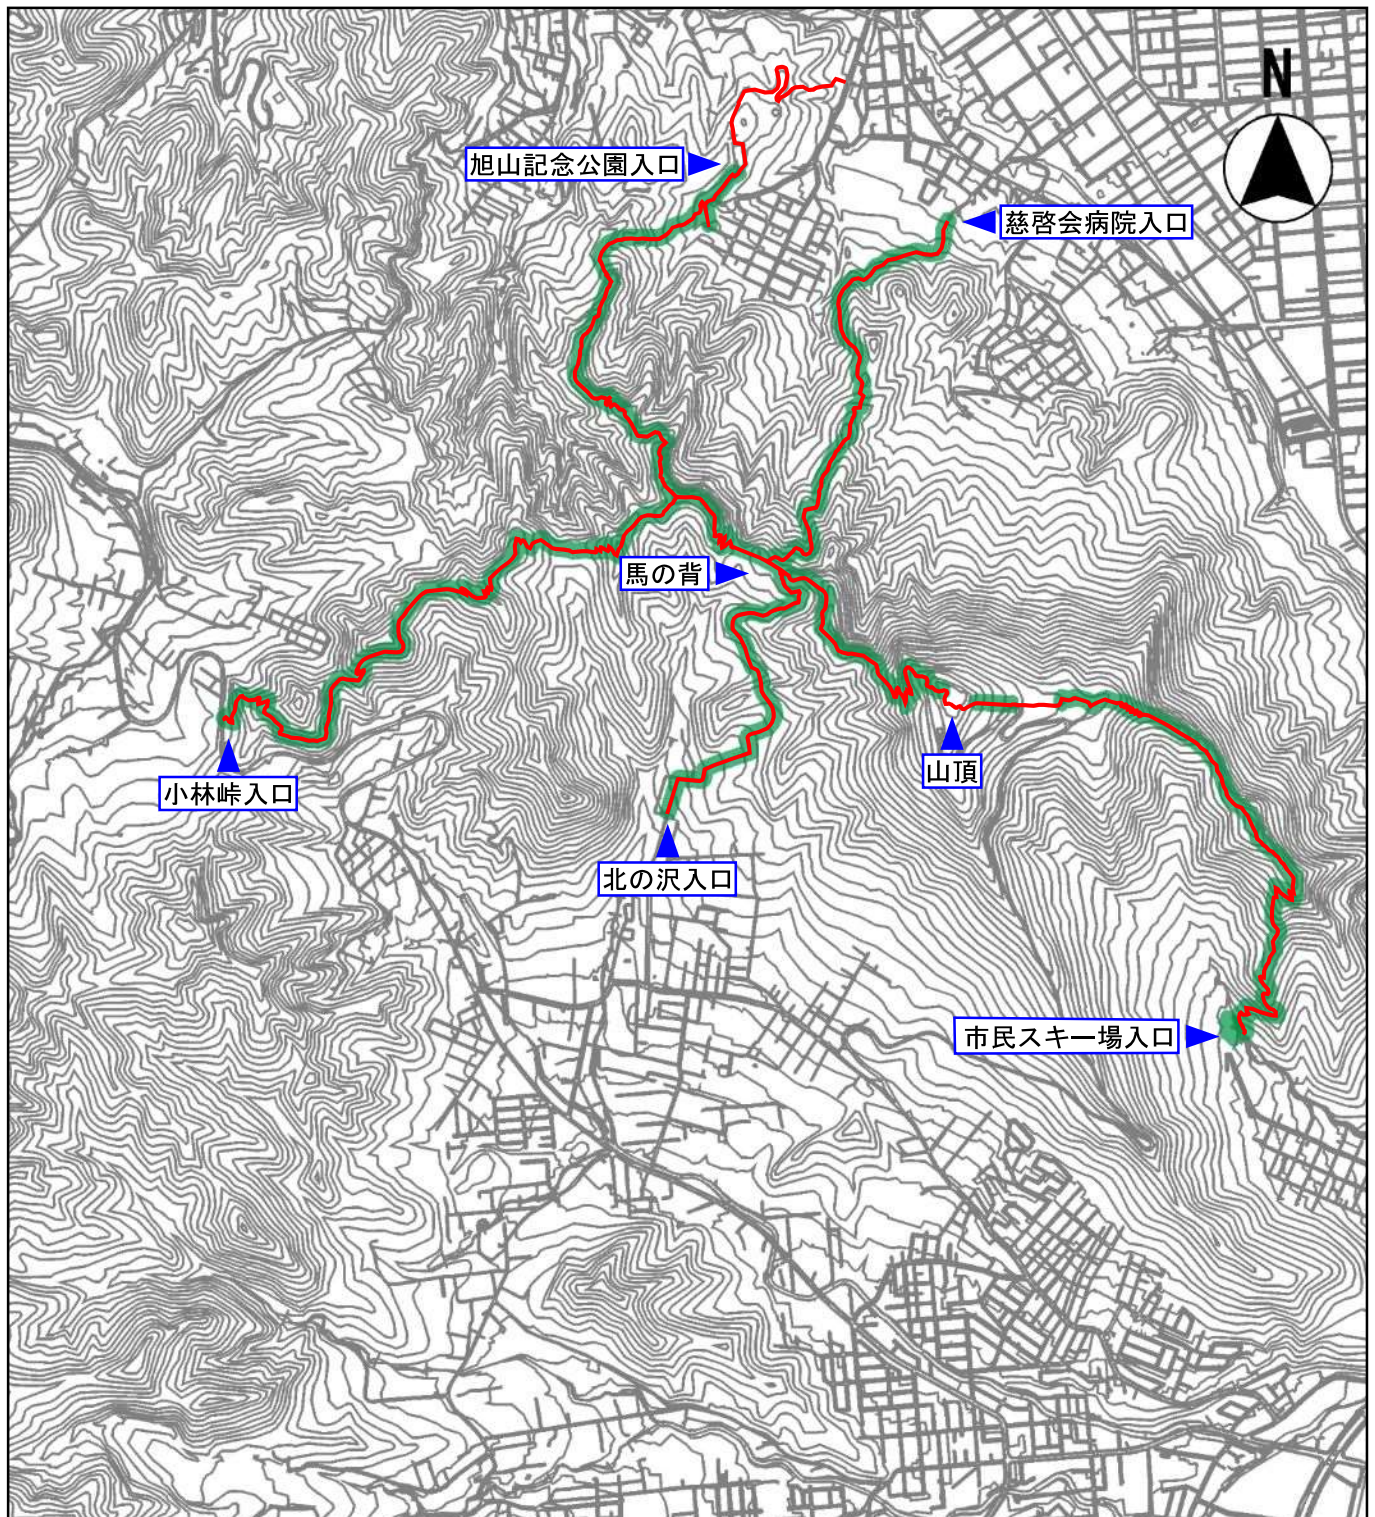 N
旭山記念公園入口
慈啓会病院入口
馬の背
山頂
小林峠入口
北の沢入口
市民スキー場入口